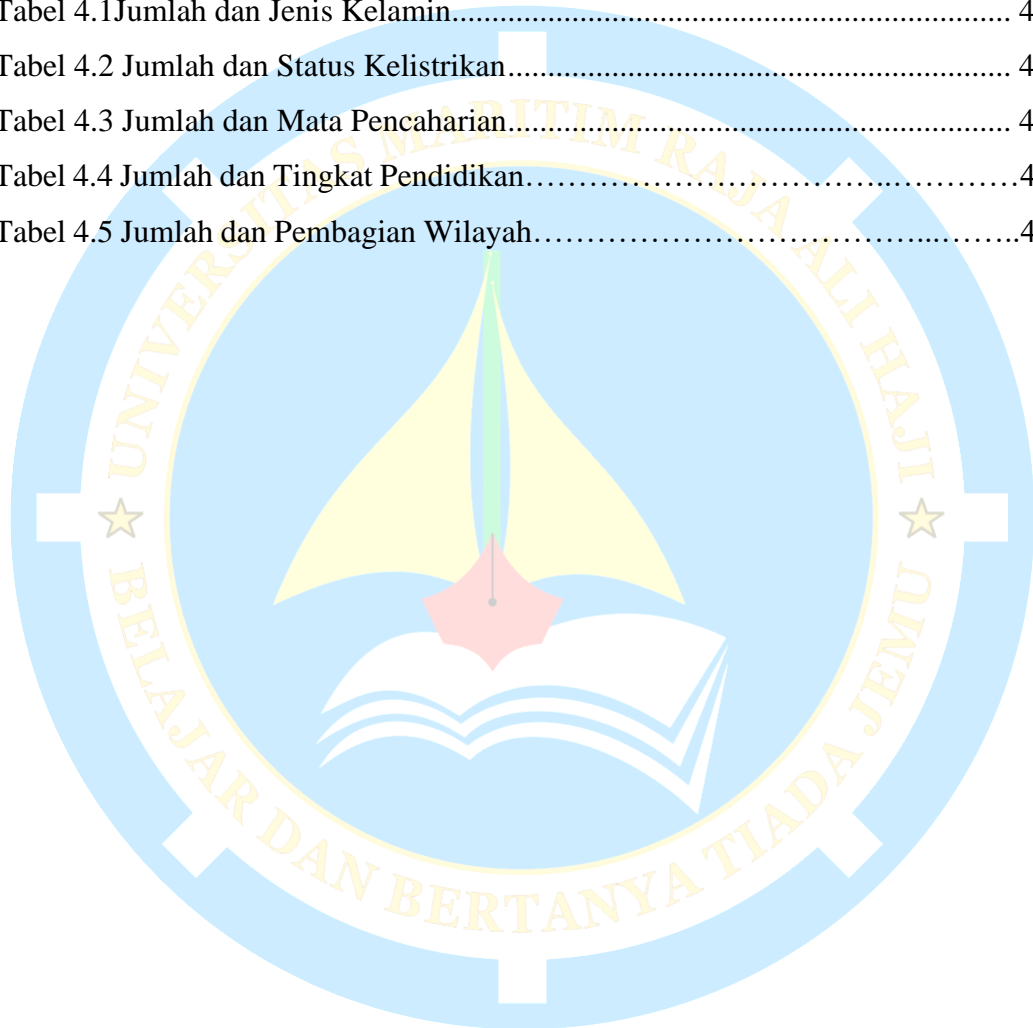 Tabel 4.1Jumlah dan Jenis Kelamin.................................................................... 4
Tabel 4.2 Jumlah dan Status Kelistrikan............................................................. 4
Tabel 4.3 Jumlah dan Mata Pencaharian............................................................. 4
Tabel 4.4 Jumlah dan Tingkat Pendidikan…………………………….…………4
Tabel 4.5 Jumlah dan Pembagian Wilayah………………………………...……..4
UNIVERSITAS MARITIM RAJA ALI HAJI
BELAJAR DAN BERTANYA TIADA JEMU